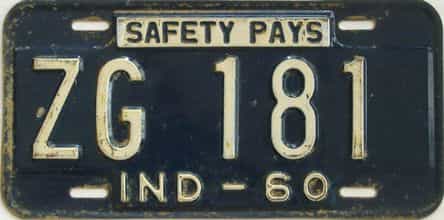 SAFETY PAYS
ZG 181
IND - 60